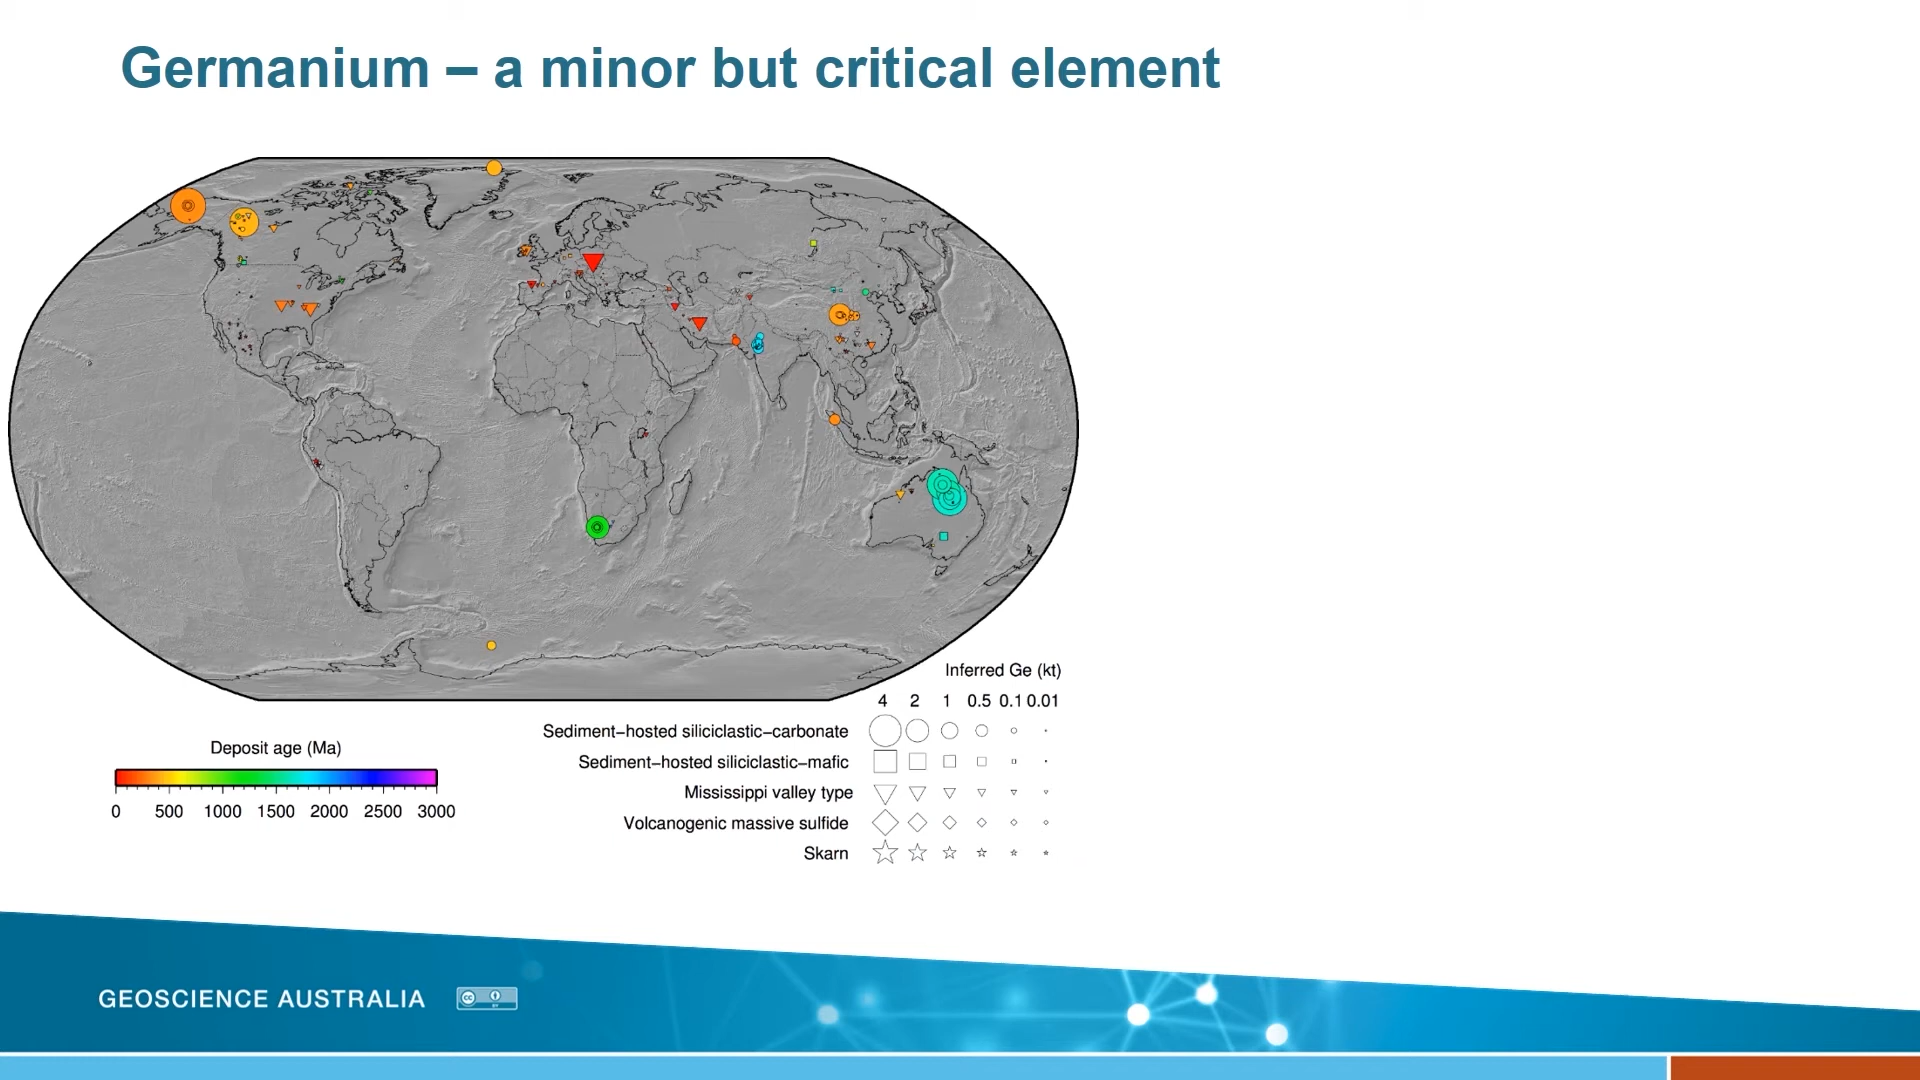 Germanium – a minor but critical element
Inferred Ge (kt)
4 2 1 0.5 0.1 0.01
Sediment–hosted siliciclastic–carbonate
Sediment–hosted siliciclastic–mafic
Mississippi valley type
Volcanogenic massive sulfide
Skarn
Deposit age (Ma)
0 500 1000 1500 2000 2500 3000
GEOSCIENCE AUSTRALIA
cc BY